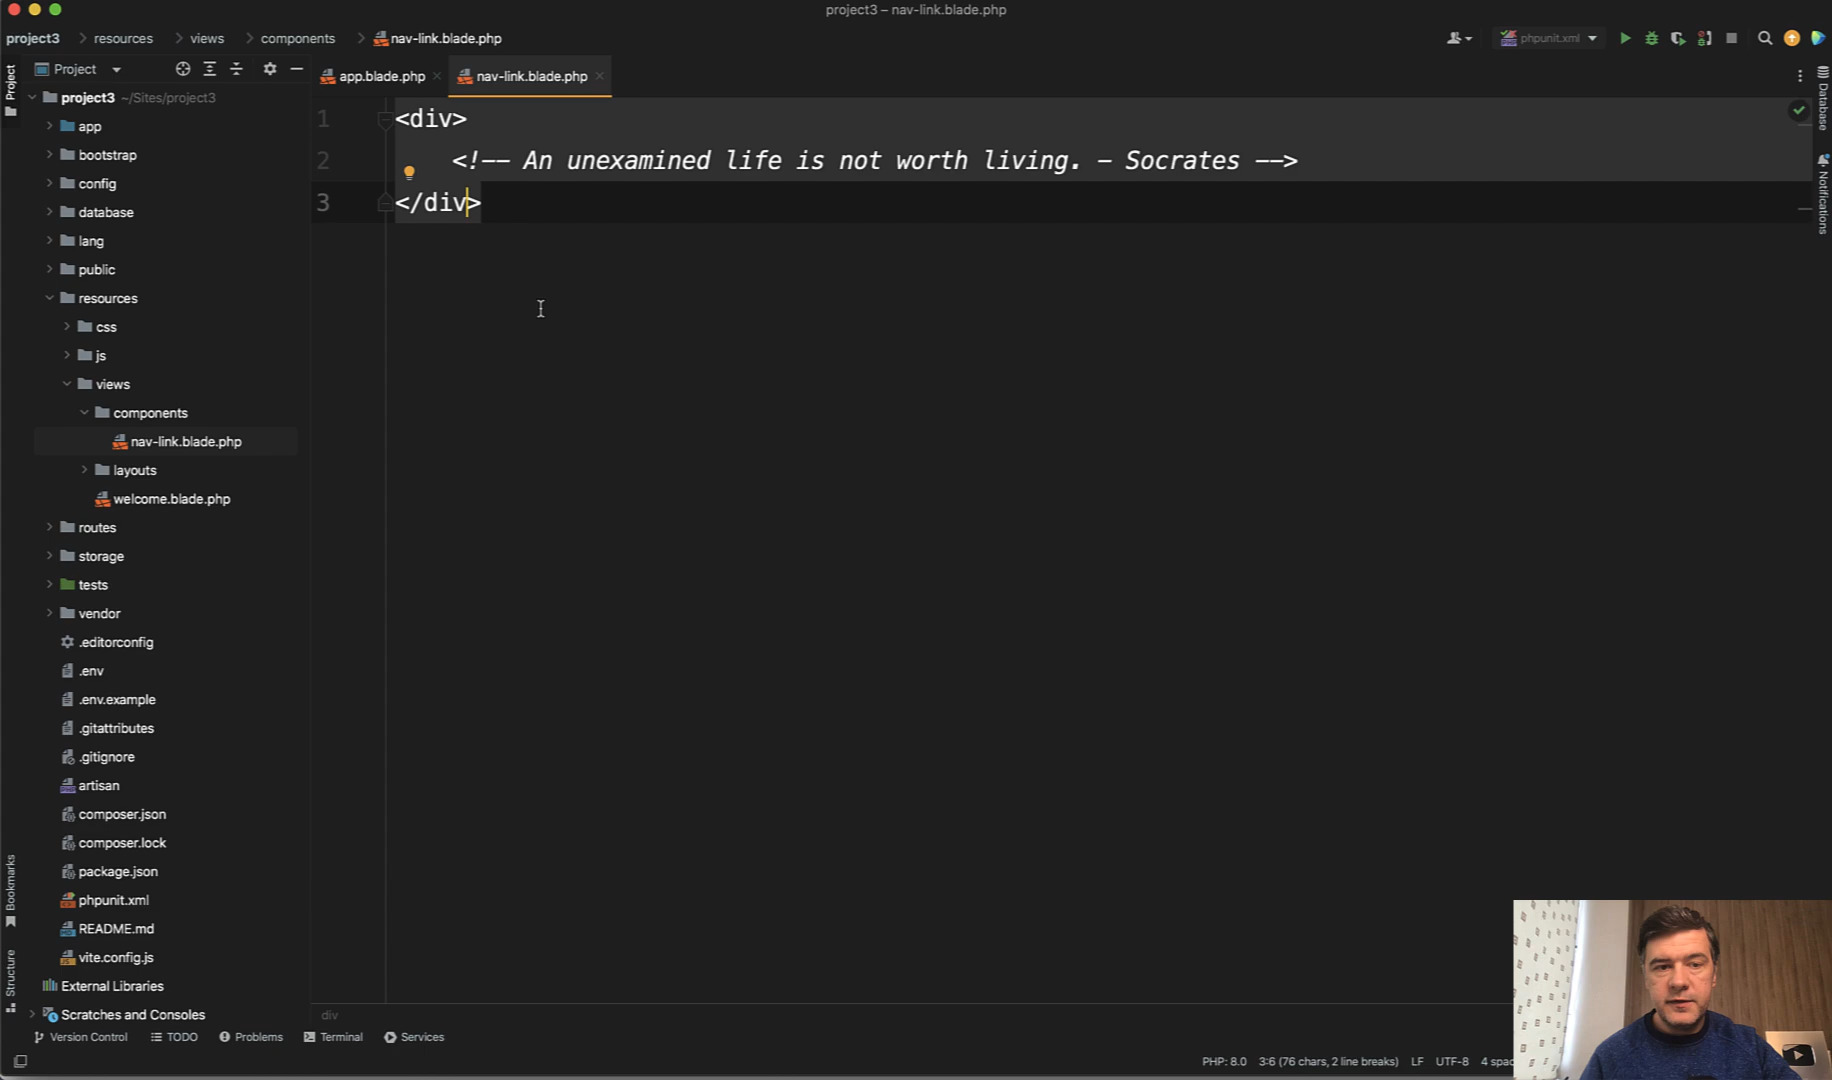 project3 – nav-link.blade.php
project3 resources views components nav-link.blade.php
phpunit.xml
Project
Project
app.blade.php
nav-link.blade.php
Database
Notifications
project3 ~/Sites/project3
app
bootstrap
config
database
lang
public
resources
css
js
views
components
nav-link.blade.php
layouts
welcome.blade.php
routes
storage
tests
vendor
.editorconfig
.env
.env.example
.gitattributes
.gitignore
artisan
composer.json
composer.lock
package.json
phpunit.xml
README.md
vite.config.js
External Libraries
Scratches and Consoles
1 <div>
2 <!-- An unexamined life is not worth living. - Socrates -->
3 </div>
Bookmarks
Structure
div
Version Control TODO Problems Terminal Services
PHP: 8.0 3:6 (76 chars, 2 line breaks) LF UTF-8 4 spac